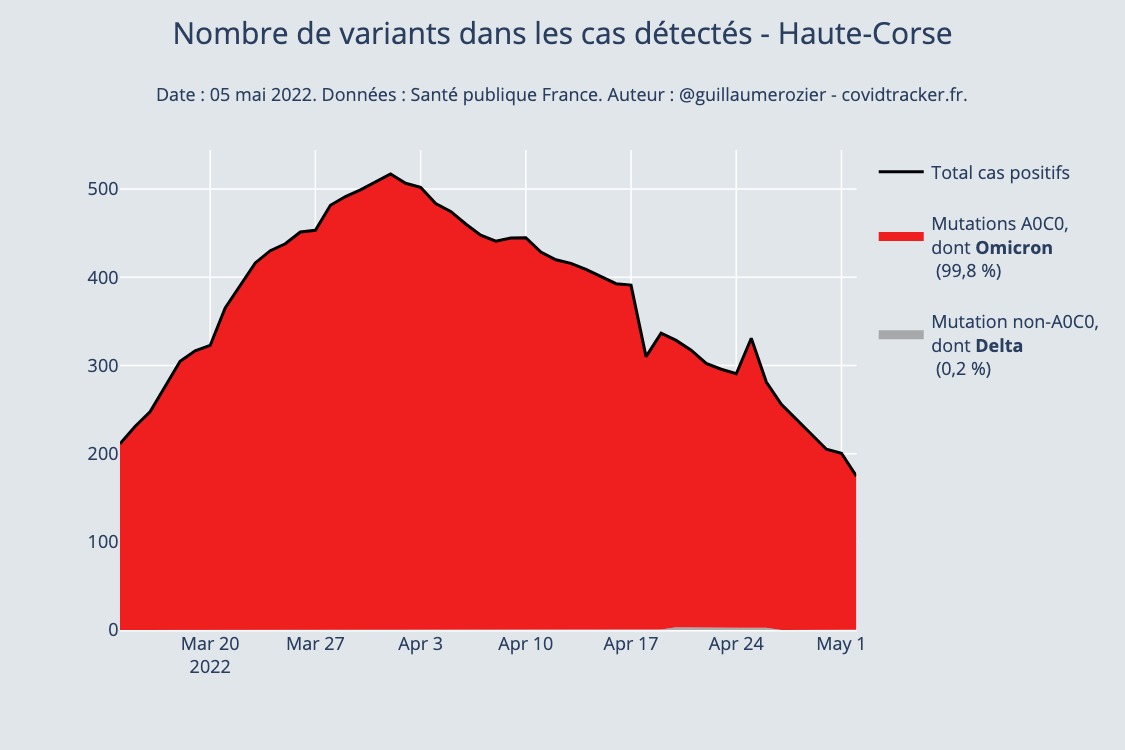 Nombre de variants dans les cas détectés - Haute-Corse
Date : 05 mai 2022. Données : Santé publique France. Auteur : @guillaumerozier - covidtracker.fr.
Total cas positifs
Mutations A0C0,
dont Omicron
(99,8 %)
Mutation non-A0C0,
dont Delta
(0,2 %)
500
400
300
200
100
0
Mar 20
2022
Mar 27
Apr 3
Apr 10
Apr 17
Apr 24
May 1